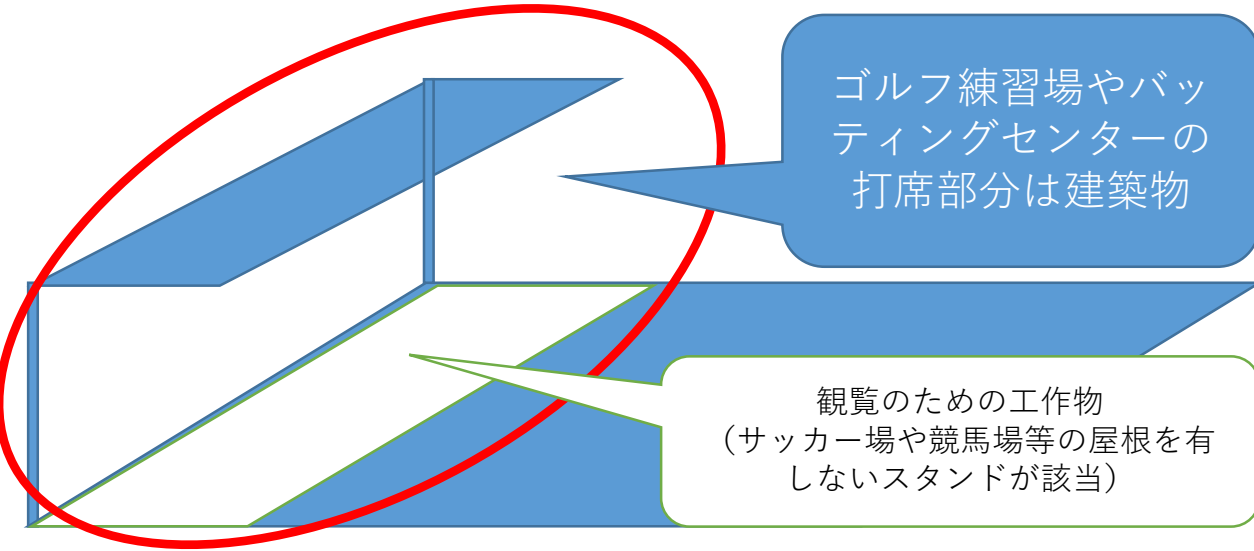 ゴルフ練習場やバッ
ティングセンターの
打席部分は建築物
観覧のための工作物
（サッカー場や競馬場等の屋根を有
しないスタンドが該当）